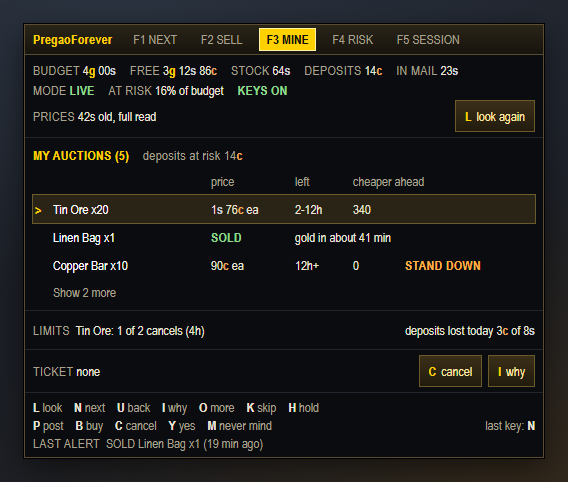 PregaoForever F1 NEXT F2 SELL F3 MINE F4 RISK F5 SESSION
BUDGET 4g 00s FREE 3g 12s 86c STOCK 64s DEPOSITS 14c IN MAIL 23s
MODE LIVE AT RISK 16% of budget KEYS ON
PRICES 42s old, full read L look again
MY AUCTIONS (5) deposits at risk 14c
price left cheaper ahead
> Tin Ore x20 1s 76c ea 2-12h 340
Linen Bag x1 SOLD gold in about 41 min
Copper Bar x10 90c ea 12h+ 0 STAND DOWN
Show 2 more
LIMITS Tin Ore: 1 of 2 cancels (4h) deposits lost today 3c of 8s
TICKET none C cancel I why
L look N next U back I why O more K skip H hold
P post B buy C cancel Y yes M never mind last key: N
LAST ALERT SOLD Linen Bag x1 (19 min ago)